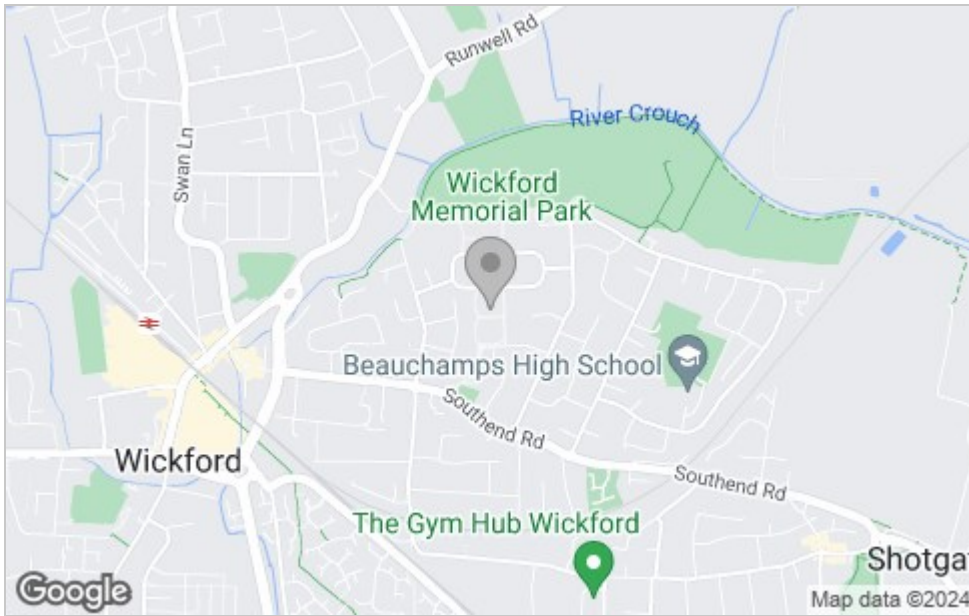 Runwell Rd
River Crouch
Swan Ln
Wickford
Memorial Park
Beauchamps High School
Southend Rd
Wickford
Southend Rd
The Gym Hub Wickford
Shotga
Google
Map data ©2024